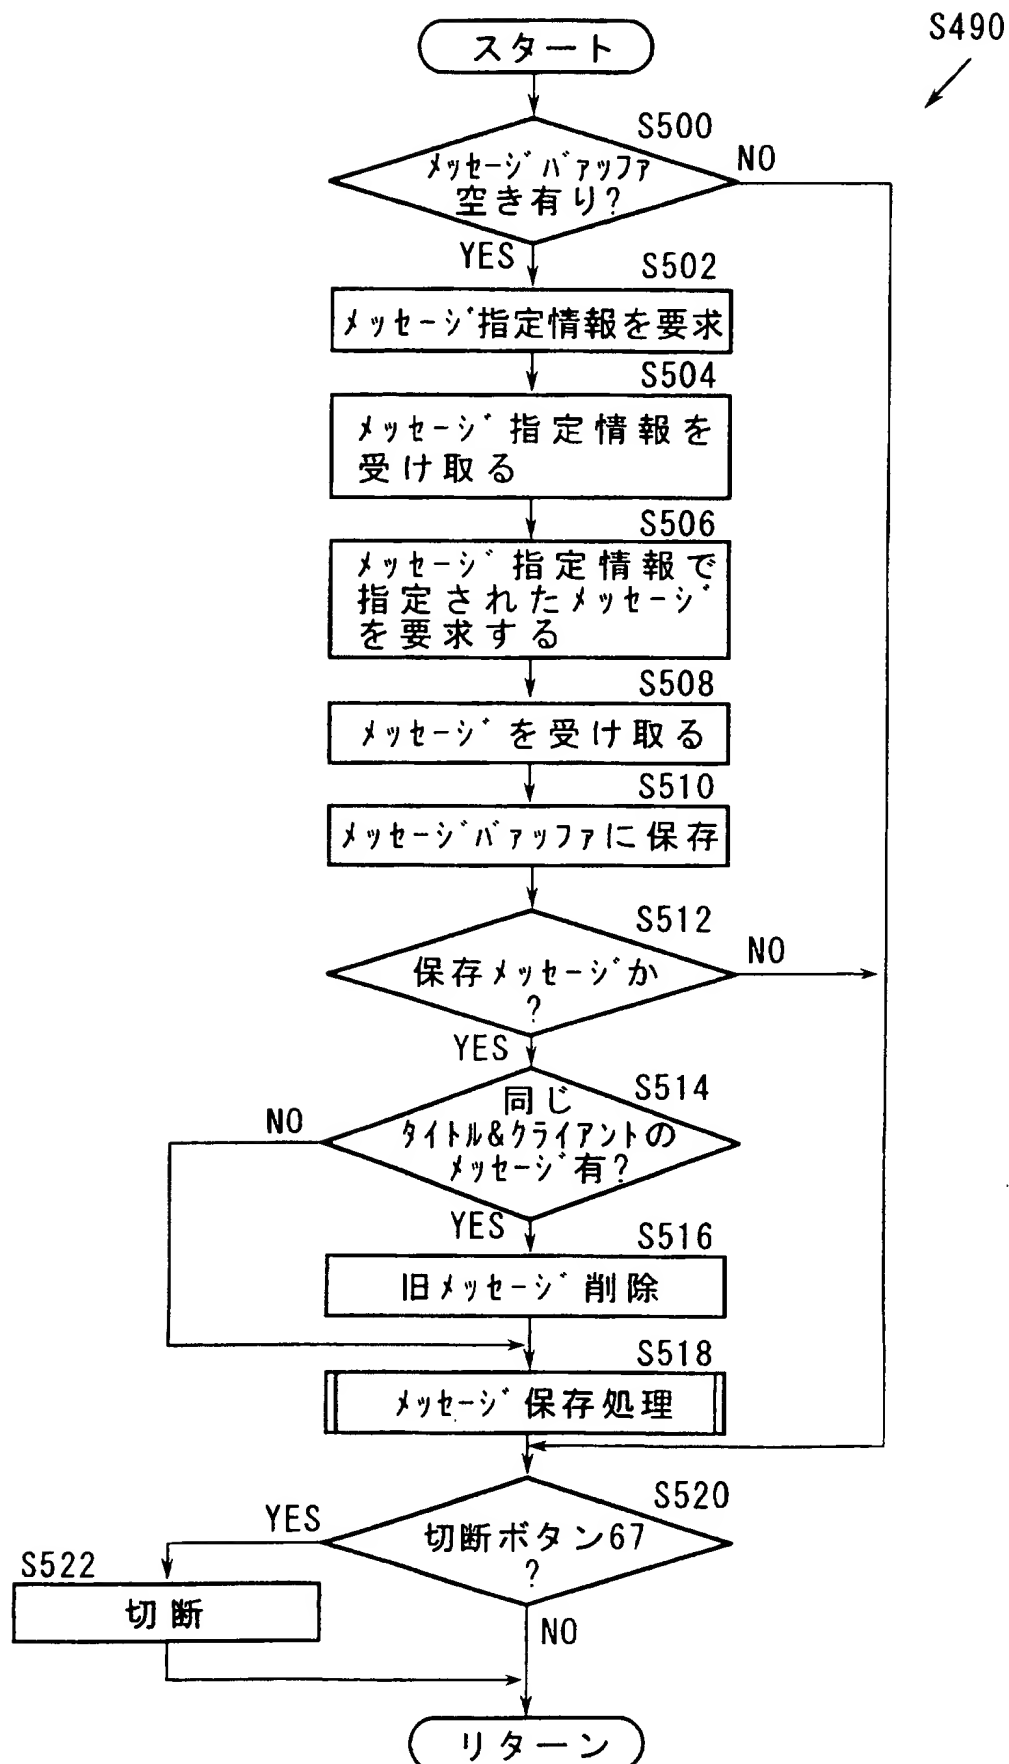 S490
スタート
S500
メッセージバァッファ
空き有り?
NO
YES
S502
メッセージ指定情報を要求
S504
メッセージ指定情報を
受け取る
S506
メッセージ指定情報で
指定されたメッセージ
を要求する
S508
メッセージを受け取る
S510
メッセージバァッファに保存
S512
保存メッセージか
?
NO
YES
S514
同じ
タイトル&クライアントの
メッセージ有?
NO
YES
S516
旧メッセージ削除
S518
メッセージ保存処理
S520
切断ボタン67
?
YES
S522
切断
NO
リターン